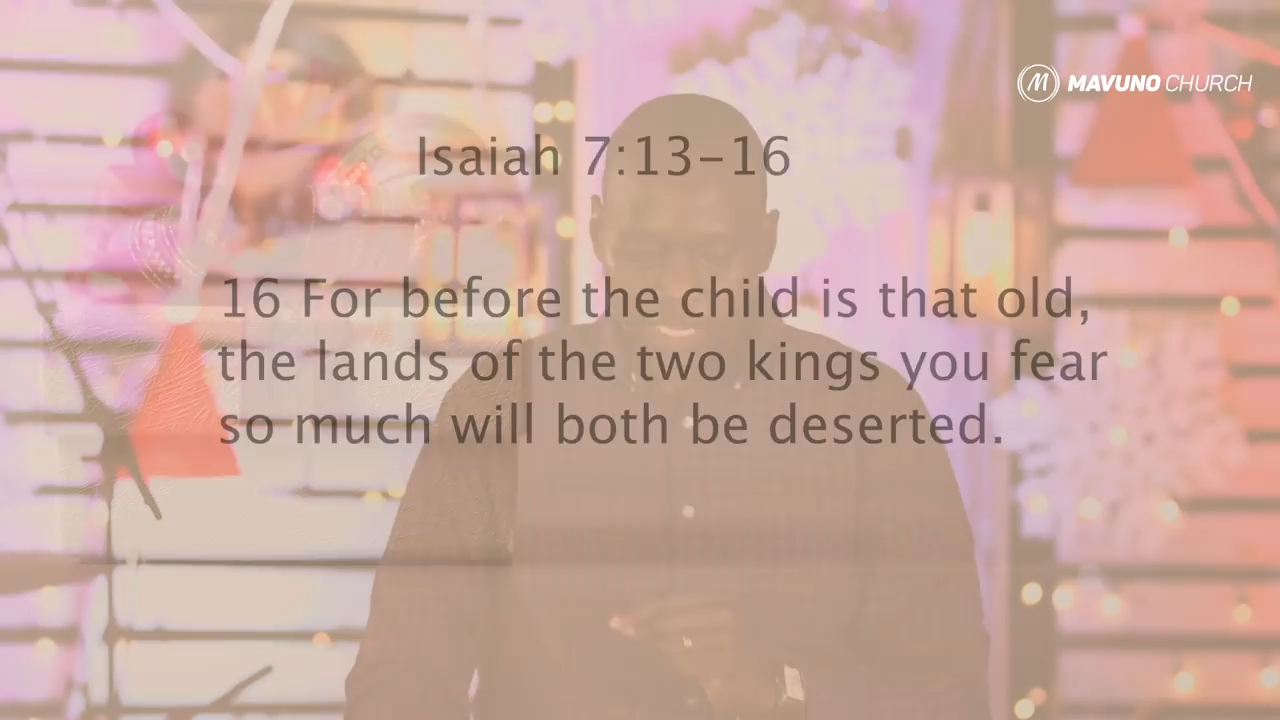 MAVUNO CHURCH
Isaiah 7:13-16
16 For before the child is that old,
the lands of the two kings you fear
so much will both be deserted.